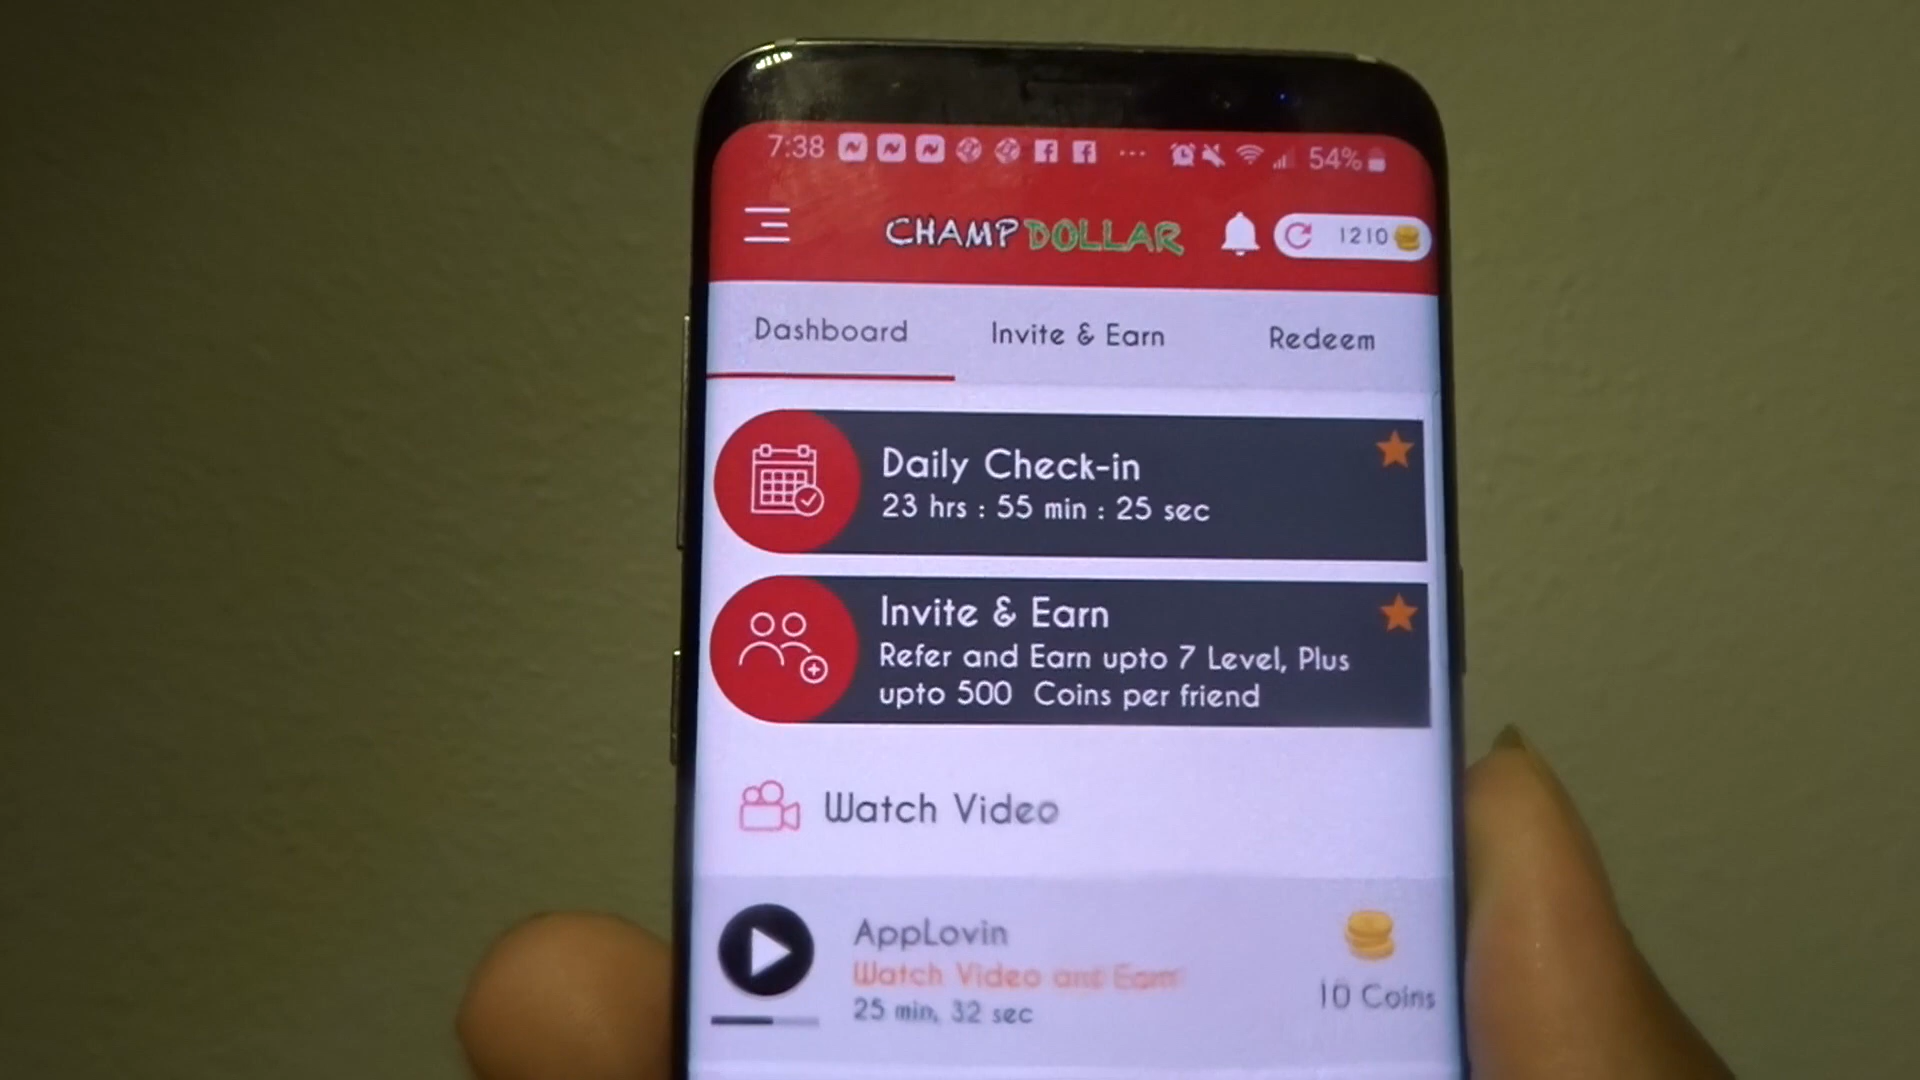 7:38 54%
CHAMP DOLLAR 1210
Dashboard Invite & Earn Redeem
Daily Check-in
23 hrs : 55 min : 25 sec
Invite & Earn
Refer and Earn upto 7 Level, Plus
upto 500 Coins per friend
Watch Video
AppLovin
Watch Video and Earn
25 min, 32 sec
10 Coins